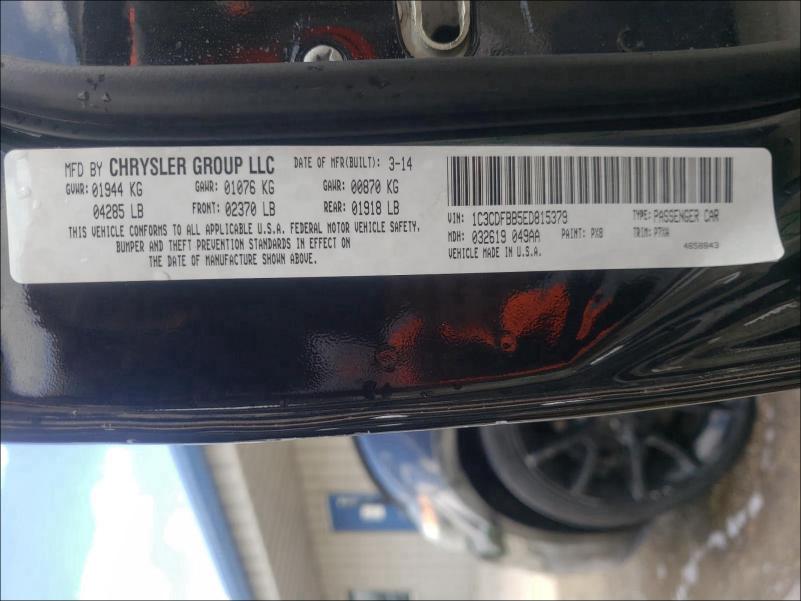 MFD BY CHRYSLER GROUP LLC DATE OF MFR(BUILT): 3-14
GVWR: 01944 KG GAWR: 01076 KG GAWR: 00870 KG
04285 LB FRONT: 02370 LB REAR: 01918 LB
THIS VEHICLE CONFORMS TO ALL APPLICABLE U.S.A. FEDERAL MOTOR VEHICLE SAFETY,
BUMPER AND THEFT PREVENTION STANDARDS IN EFFECT ON
THE DATE OF MANUFACTURE SHOWN ABOVE.
VIN: 1C3CDFBB5ED815379 TYPE: PASSENGER CAR
MDH: 032619 049AA PAINT: PX8 TRIM: P7XA
VEHICLE MADE IN U.S.A. 4658943